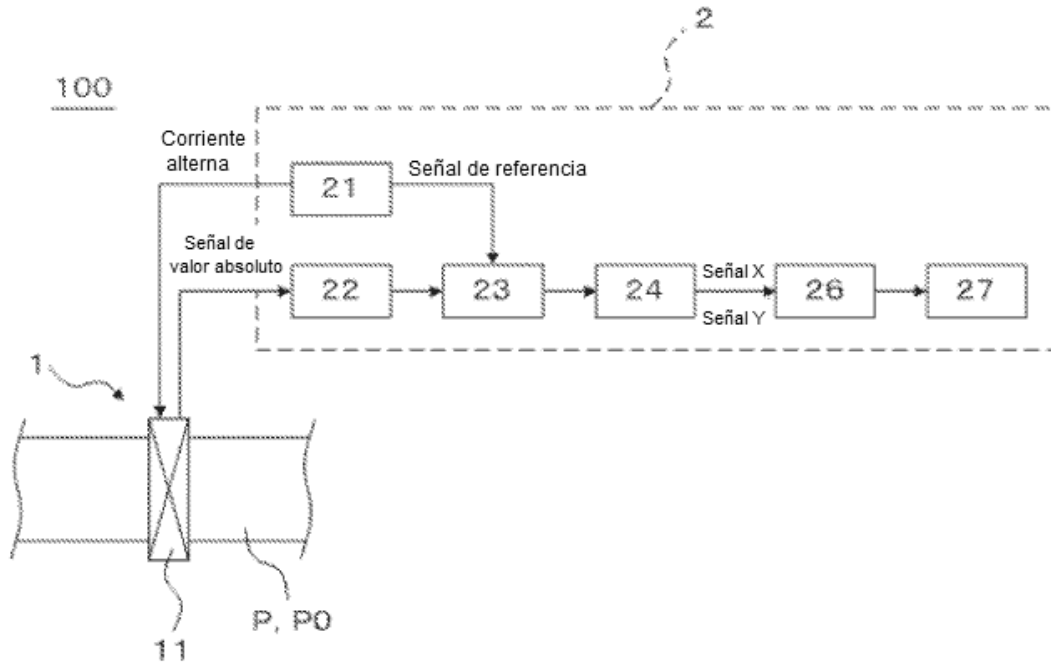 2
100
Corriente
alterna
Señal de referencia
21
Señal de
valor absoluto
22
23
24
Señal X
Señal Y
26
27
1
11
P, P0